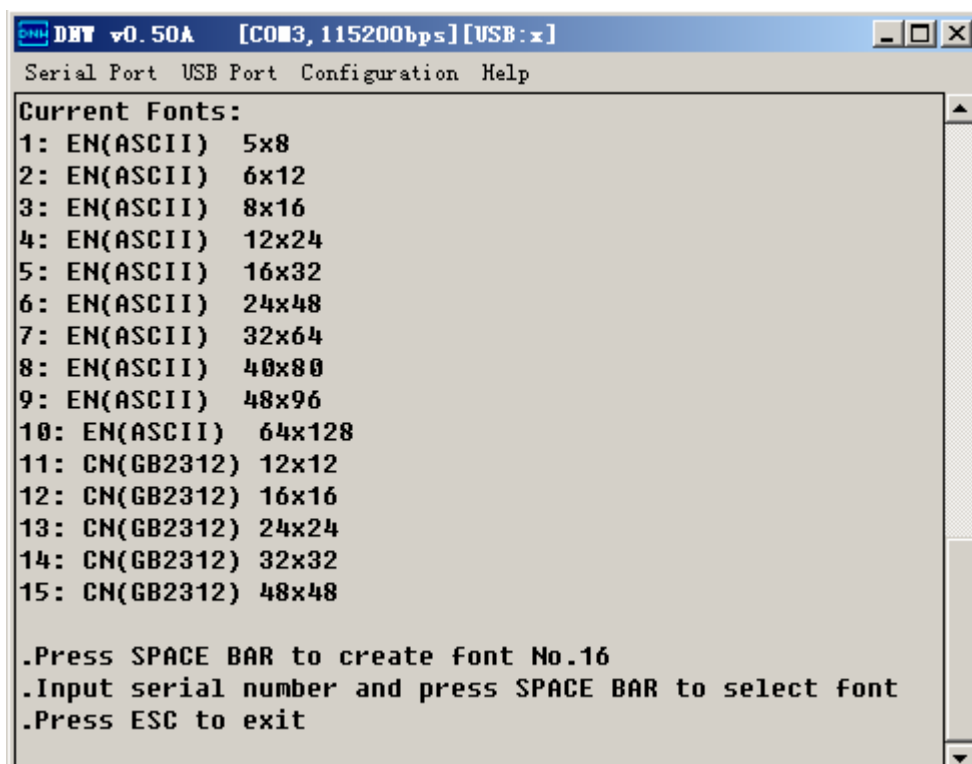 DNW DNW v0.50A [COM3,115200bps][USB:x]
Serial Port USB Port Configuration Help
Current Fonts:
1: EN(ASCII) 5x8
2: EN(ASCII) 6x12
3: EN(ASCII) 8x16
4: EN(ASCII) 12x24
5: EN(ASCII) 16x32
6: EN(ASCII) 24x48
7: EN(ASCII) 32x64
8: EN(ASCII) 40x80
9: EN(ASCII) 48x96
10: EN(ASCII) 64x128
11: CN(GB2312) 12x12
12: CN(GB2312) 16x16
13: CN(GB2312) 24x24
14: CN(GB2312) 32x32
15: CN(GB2312) 48x48
.Press SPACE BAR to create font No.16
.Input serial number and press SPACE BAR to select font
.Press ESC to exit